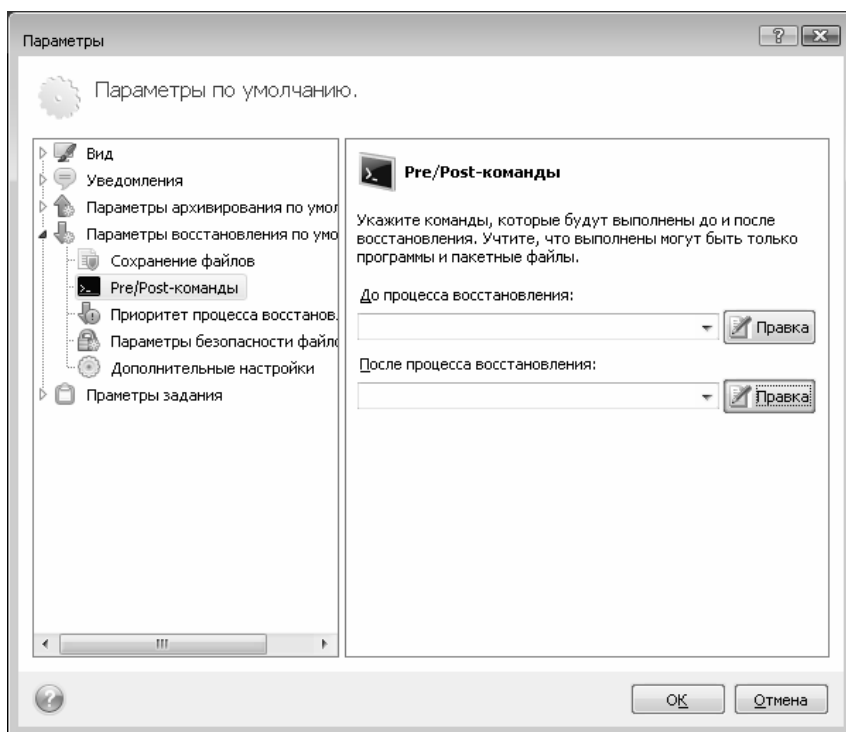 Параметры
Параметры по умолчанию.
Вид
Уведомления
Параметры архивирования по умол
Параметры восстановления по умо
Сохранение файлов
Pre/Post-команды
Приоритет процесса восстанов.
Параметры безопасности файло
Дополнительные настройки
Праметры задания
Pre/Post-команды
Укажите команды, которые будут выполнены до и после
восстановления. Учтите, что выполнены могут быть только
программы и пакетные файлы.
До процесса восстановления:
Правка
После процесса восстановления:
Правка
ОК
Отмена